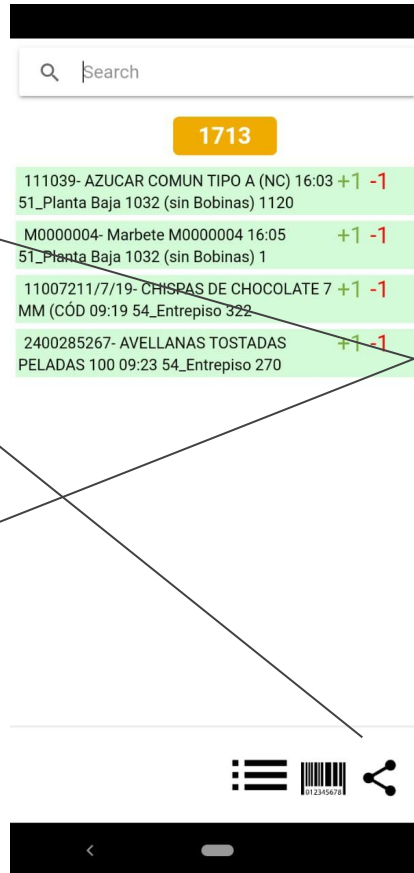 Search
1713
111039- AZUCAR COMUN TIPO A (NC) 16:03 +1 -1
51_Planta Baja 1032 (sin Bobinas) 1120
M0000004- Marbete M0000004 16:05 +1 -1
51_Planta Baja 1032 (sin Bobinas) 1
11007211/7/19- CHISPAS DE CHOCOLATE 7 +1 -1
MM (CÓD 09:19 54_Entrepiso 322
2400285267- AVELLANAS TOSTADAS +1 -1
PELADAS 100 09:23 54_Entrepiso 270
012345678